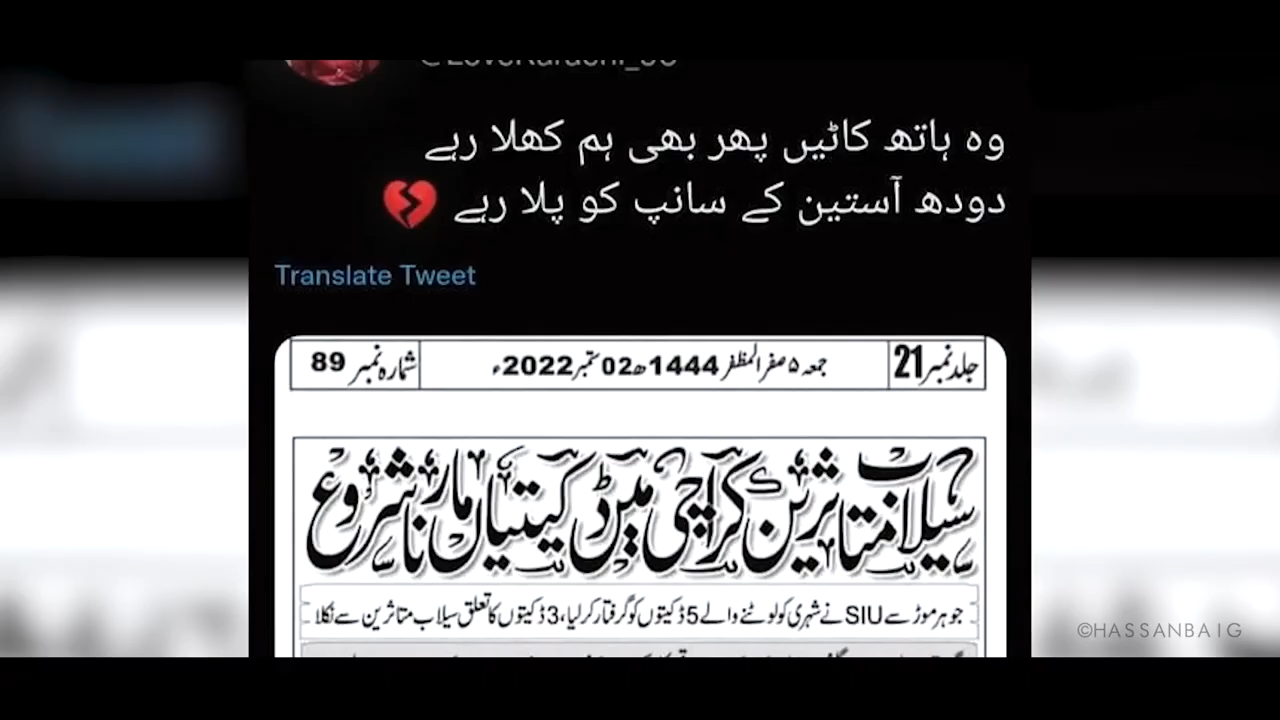 وہ ہاتھ کاٹیں پھر بھی ہم کھلا رہے
دودھ آستین کے سانپ کو پلا رہے 💔
Translate Tweet
جلد نمبر 21 جمعہ ۵ صفر المظفر 1444ھ 02 ستمبر 2022ء شمارہ نمبر 89
سیلاب متاثرین کراچی میں ڈکیتیاں مارنا شروع
جوہر موڑ سے SIU نے شہری کو لوٹنے والے 5 ڈکیتوں کو گرفتار کرلیا، 3 ڈکیتوں کا تعلق سیلاب متاثرین سے نکلا
©HASSANBAIG